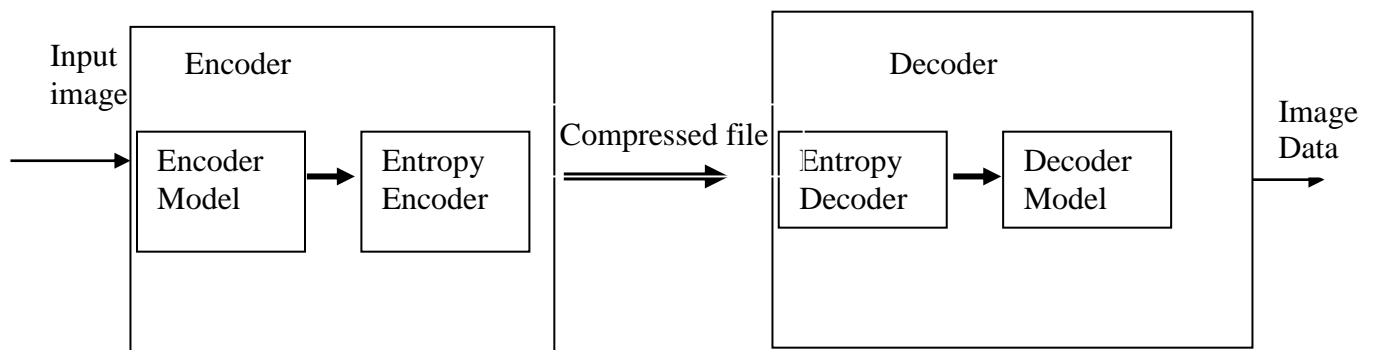 Input
image
Encoder
Encoder
Model
Entropy
Encoder
Compressed file
Decoder
Entropy
Decoder
Decoder
Model
Image
Data